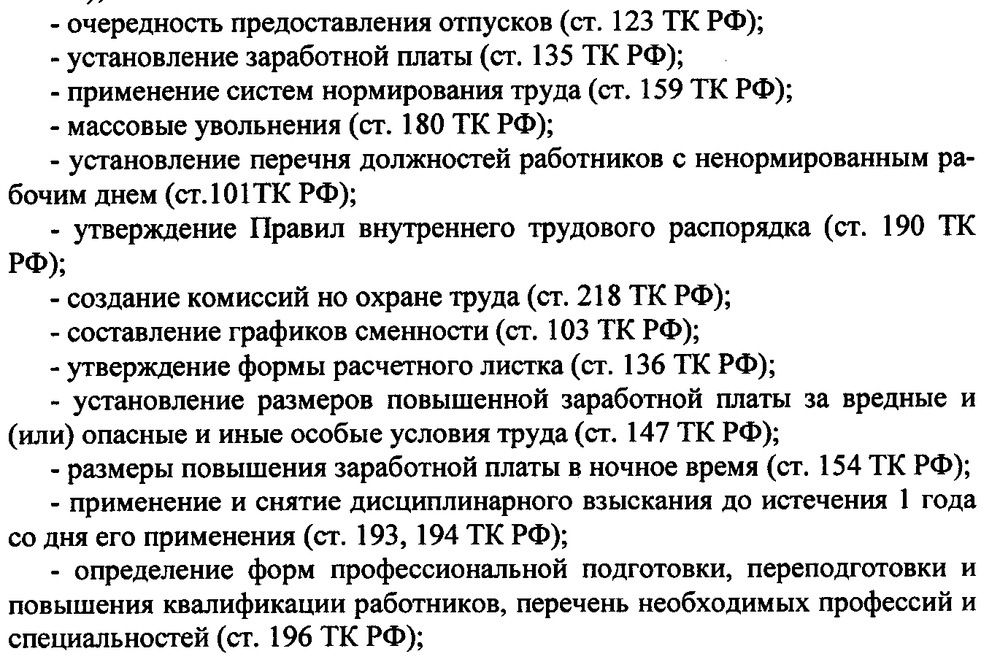 - очередность предоставления отпусков (ст. 123 ТК РФ);
- установление заработной платы (ст. 135 ТК РФ);
- применение систем нормирования труда (ст. 159 ТК РФ);
- массовые увольнения (ст. 180 ТК РФ);
- установление перечня должностей работников с ненормированным ра-
бочим днем (ст.101ТК РФ);
- утверждение Правил внутреннего трудового распорядка (ст. 190 ТК
РФ);
- создание комиссий но охране труда (ст. 218 ТК РФ);
- составление графиков сменности (ст. 103 ТК РФ);
- утверждение формы расчетного листка (ст. 136 ТК РФ);
- установление размеров повышенной заработной платы за вредные и
(или) опасные и иные особые условия труда (ст. 147 ТК РФ);
- размеры повышения заработной платы в ночное время (ст. 154 ТК РФ);
- применение и снятие дисциплинарного взыскания до истечения 1 года
со дня его применения (ст. 193, 194 ТК РФ);
- определение форм профессиональной подготовки, переподготовки и
повышения квалификации работников, перечень необходимых профессий и
специальностей (ст. 196 ТК РФ);